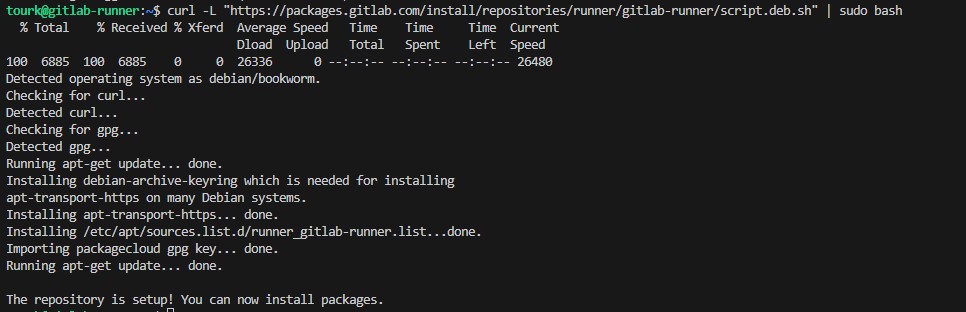 tourk@gitlab-runner:~$ curl -L "https://packages.gitlab.com/install/repositories/runner/gitlab-runner/script.deb.sh" | sudo bash
  % Total    % Received % Xferd  Average Speed   Time    Time     Time  Current
                                 Dload  Upload   Total   Spent    Left  Speed
100  6885  100  6885    0     0  26336      0 --:--:-- --:--:-- --:--:-- 26480
Detected operating system as debian/bookworm.
Checking for curl...
Detected curl...
Checking for gpg...
Detected gpg...
Running apt-get update... done.
Installing debian-archive-keyring which is needed for installing
apt-transport-https on many Debian systems.
Installing apt-transport-https... done.
Installing /etc/apt/sources.list.d/runner_gitlab-runner.list...done.
Importing packagecloud gpg key... done.
Running apt-get update... done.

The repository is setup! You can now install packages.